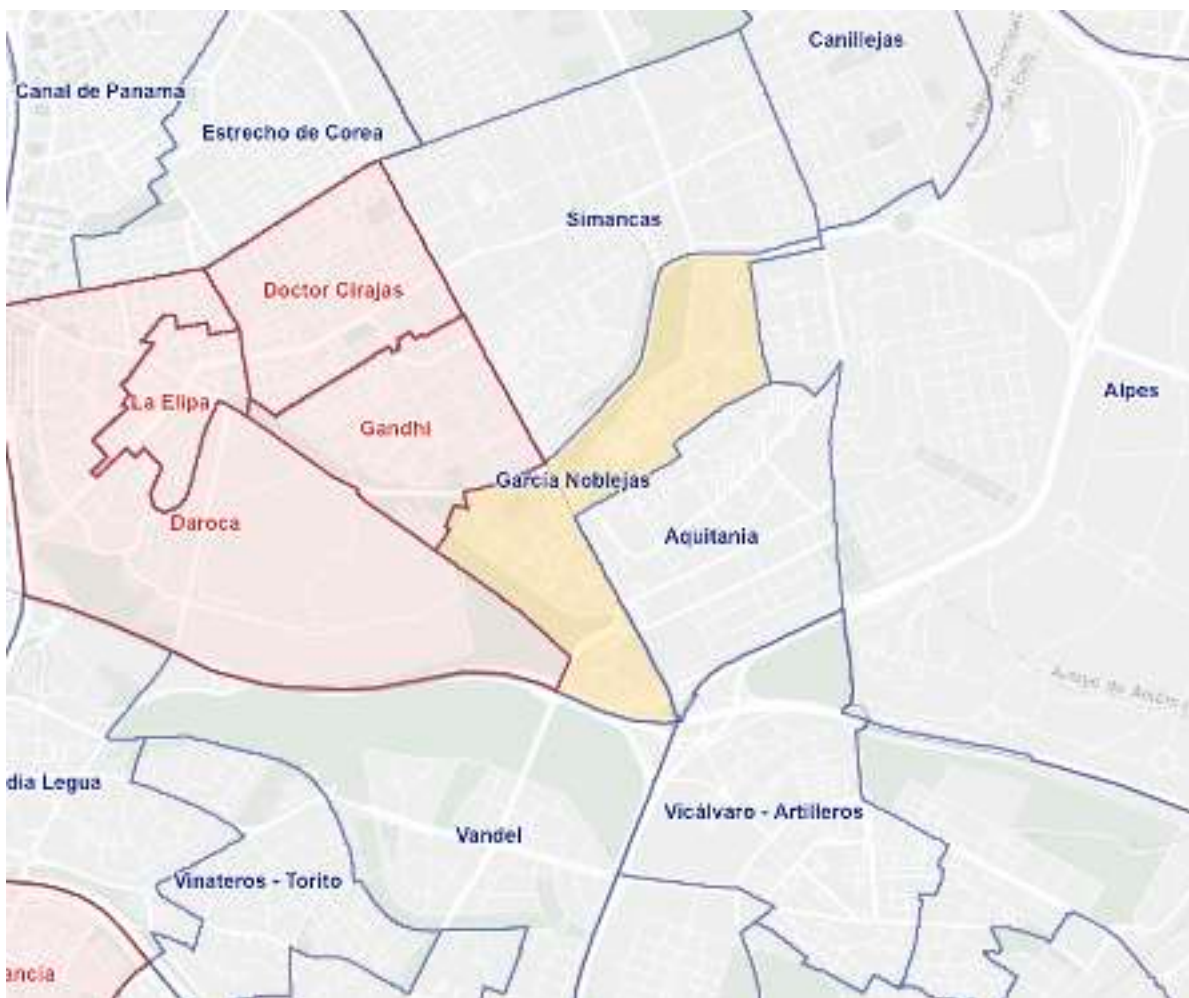 Canillejas
Canal de Panamá
Estrecho de Corea
Simancas
Doctor Cirajas
La Elipa
Alpes
Gandhi
García Noblejas
Daroca
Aquitania
dia Legua
Vicálvaro - Artilleros
Vandel
Vinateros - Torito
ancia